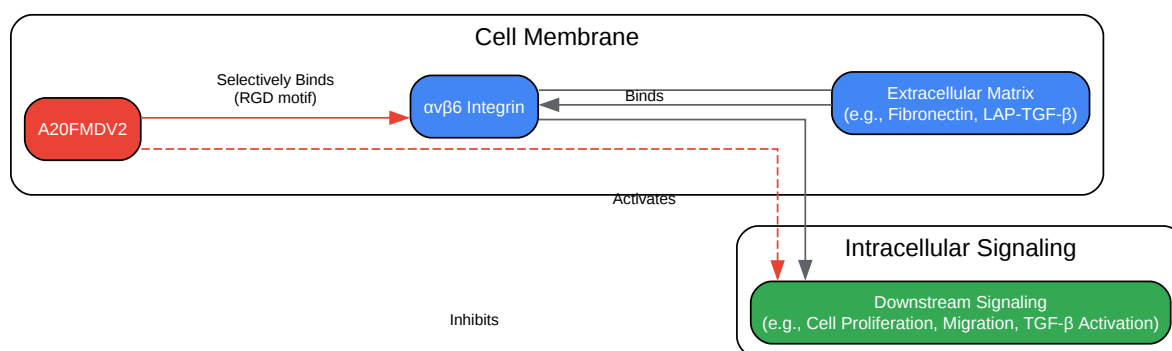 Cell Membrane
Selectively Binds
(RGD motif)
A20FMDV2
αvβ6 Integrin
Binds
Extracellular Matrix
(e.g., Fibronectin, LAP-TGF-β)
Activates
Intracellular Signaling
Downstream Signaling
(e.g., Cell Proliferation, Migration, TGF-β Activation)
Inhibits